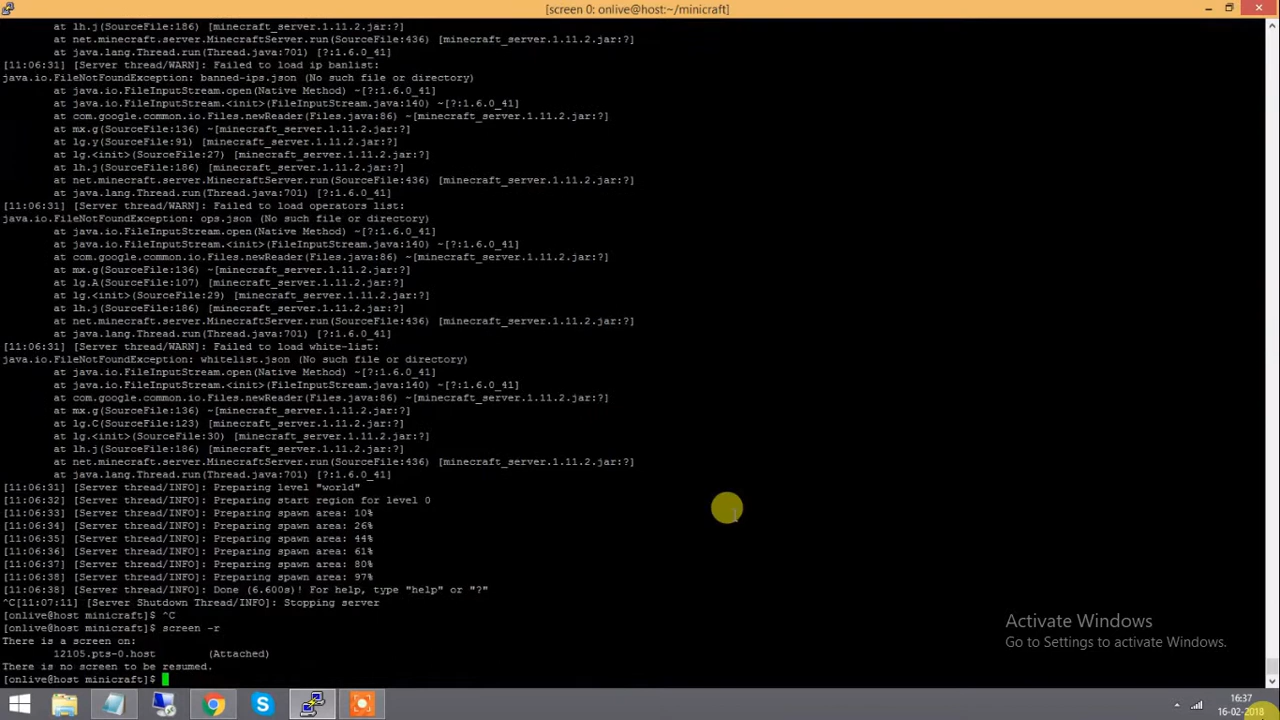 [screen 0: onlive@host:~/minicraft]
at lh.j(SourceFile:186) [minecraft_server.1.11.2.jar:?]
at net.minecraft.server.MinecraftServer.run(SourceFile:436) [minecraft_server.1.11.2.jar:?]
at java.lang.Thread.run(Thread.java:701) [?:1.6.0_41]
[11:06:31] [Server thread/WARN]: Failed to load ip banlist:
java.io.FileNotFoundException: banned-ips.json (No such file or directory)
at java.io.FileInputStream.open(Native Method) ~[?:1.6.0_41]
at java.io.FileInputStream.<init>(FileInputStream.java:140) ~[?:1.6.0_41]
at com.google.common.io.Files.newReader(Files.java:86) ~[minecraft_server.1.11.2.jar:?]
at mx.g(SourceFile:136) ~[minecraft_server.1.11.2.jar:?]
at lg.y(SourceFile:91) [minecraft_server.1.11.2.jar:?]
at lg.<init>(SourceFile:27) [minecraft_server.1.11.2.jar:?]
at lh.j(SourceFile:186) [minecraft_server.1.11.2.jar:?]
at net.minecraft.server.MinecraftServer.run(SourceFile:436) [minecraft_server.1.11.2.jar:?]
at java.lang.Thread.run(Thread.java:701) [?:1.6.0_41]
[11:06:31] [Server thread/WARN]: Failed to load operators list:
java.io.FileNotFoundException: ops.json (No such file or directory)
at java.io.FileInputStream.open(Native Method) ~[?:1.6.0_41]
at java.io.FileInputStream.<init>(FileInputStream.java:140) ~[?:1.6.0_41]
at com.google.common.io.Files.newReader(Files.java:86) ~[minecraft_server.1.11.2.jar:?]
at mx.g(SourceFile:136) ~[minecraft_server.1.11.2.jar:?]
at lg.A(SourceFile:107) [minecraft_server.1.11.2.jar:?]
at lg.<init>(SourceFile:29) [minecraft_server.1.11.2.jar:?]
at lh.j(SourceFile:186) [minecraft_server.1.11.2.jar:?]
at net.minecraft.server.MinecraftServer.run(SourceFile:436) [minecraft_server.1.11.2.jar:?]
at java.lang.Thread.run(Thread.java:701) [?:1.6.0_41]
[11:06:31] [Server thread/WARN]: Failed to load white-list:
java.io.FileNotFoundException: whitelist.json (No such file or directory)
at java.io.FileInputStream.open(Native Method) ~[?:1.6.0_41]
at java.io.FileInputStream.<init>(FileInputStream.java:140) ~[?:1.6.0_41]
at com.google.common.io.Files.newReader(Files.java:86) ~[minecraft_server.1.11.2.jar:?]
at mx.g(SourceFile:136) ~[minecraft_server.1.11.2.jar:?]
at lg.C(SourceFile:123) [minecraft_server.1.11.2.jar:?]
at lg.<init>(SourceFile:30) [minecraft_server.1.11.2.jar:?]
at lh.j(SourceFile:186) [minecraft_server.1.11.2.jar:?]
at net.minecraft.server.MinecraftServer.run(SourceFile:436) [minecraft_server.1.11.2.jar:?]
at java.lang.Thread.run(Thread.java:701) [?:1.6.0_41]
[11:06:31] [Server thread/INFO]: Preparing level "world"
[11:06:32] [Server thread/INFO]: Preparing start region for level 0
[11:06:33] [Server thread/INFO]: Preparing spawn area: 10%
[11:06:34] [Server thread/INFO]: Preparing spawn area: 26%
[11:06:35] [Server thread/INFO]: Preparing spawn area: 44%
[11:06:36] [Server thread/INFO]: Preparing spawn area: 61%
[11:06:37] [Server thread/INFO]: Preparing spawn area: 80%
[11:06:38] [Server thread/INFO]: Preparing spawn area: 97%
[11:06:38] [Server thread/INFO]: Done (6.600s)! For help, type "help" or "?"
^C[11:07:11] [Server Shutdown Thread/INFO]: Stopping server
[onlive@host minicraft]$ ^C
[onlive@host minicraft]$ screen -r
There is a screen on:
12105.pts-0.host (Attached)
There is no screen to be resumed.
[onlive@host minicraft]$
Activate Windows
Go to Settings to activate Windows.
16:37
16-02-2018